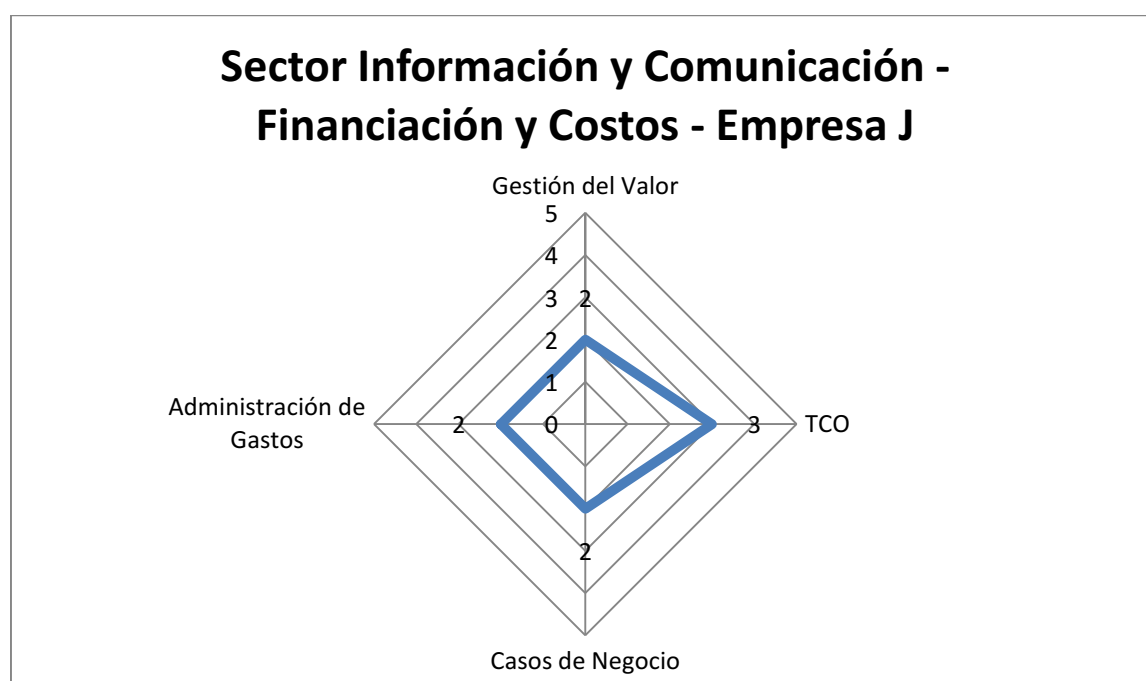 Sector Información y Comunicación -
Financiación y Costos - Empresa J
Gestión del Valor
5
4
3 2
2
1
Administración de
Gastos
2 0 3 TCO
2
Casos de Negocio